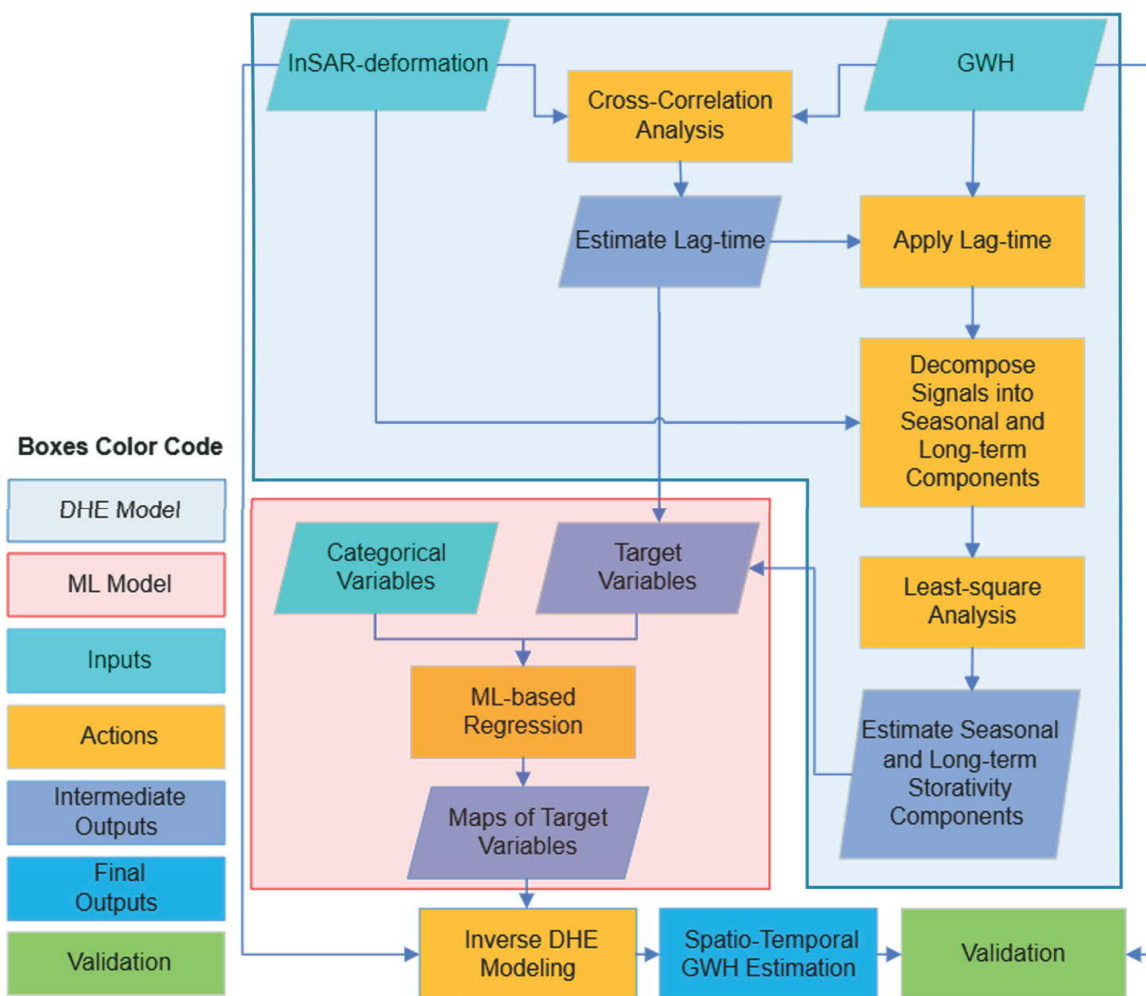 InSAR-deformation
GWH
Cross-Correlation
Analysis
Estimate Lag-time
Apply Lag-time
Decompose
Signals into
Seasonal and
Long-term
Components
Boxes Color Code
DHE Model
ML Model
Inputs
Actions
Intermediate
Outputs
Final
Outputs
Validation
Categorical
Variables
Target
Variables
Least-square
Analysis
ML-based
Regression
Estimate Seasonal
and Long-term
Storativity
Components
Maps of Target
Variables
Inverse DHE
Modeling
Spatio-Temporal
GWH Estimation
Validation